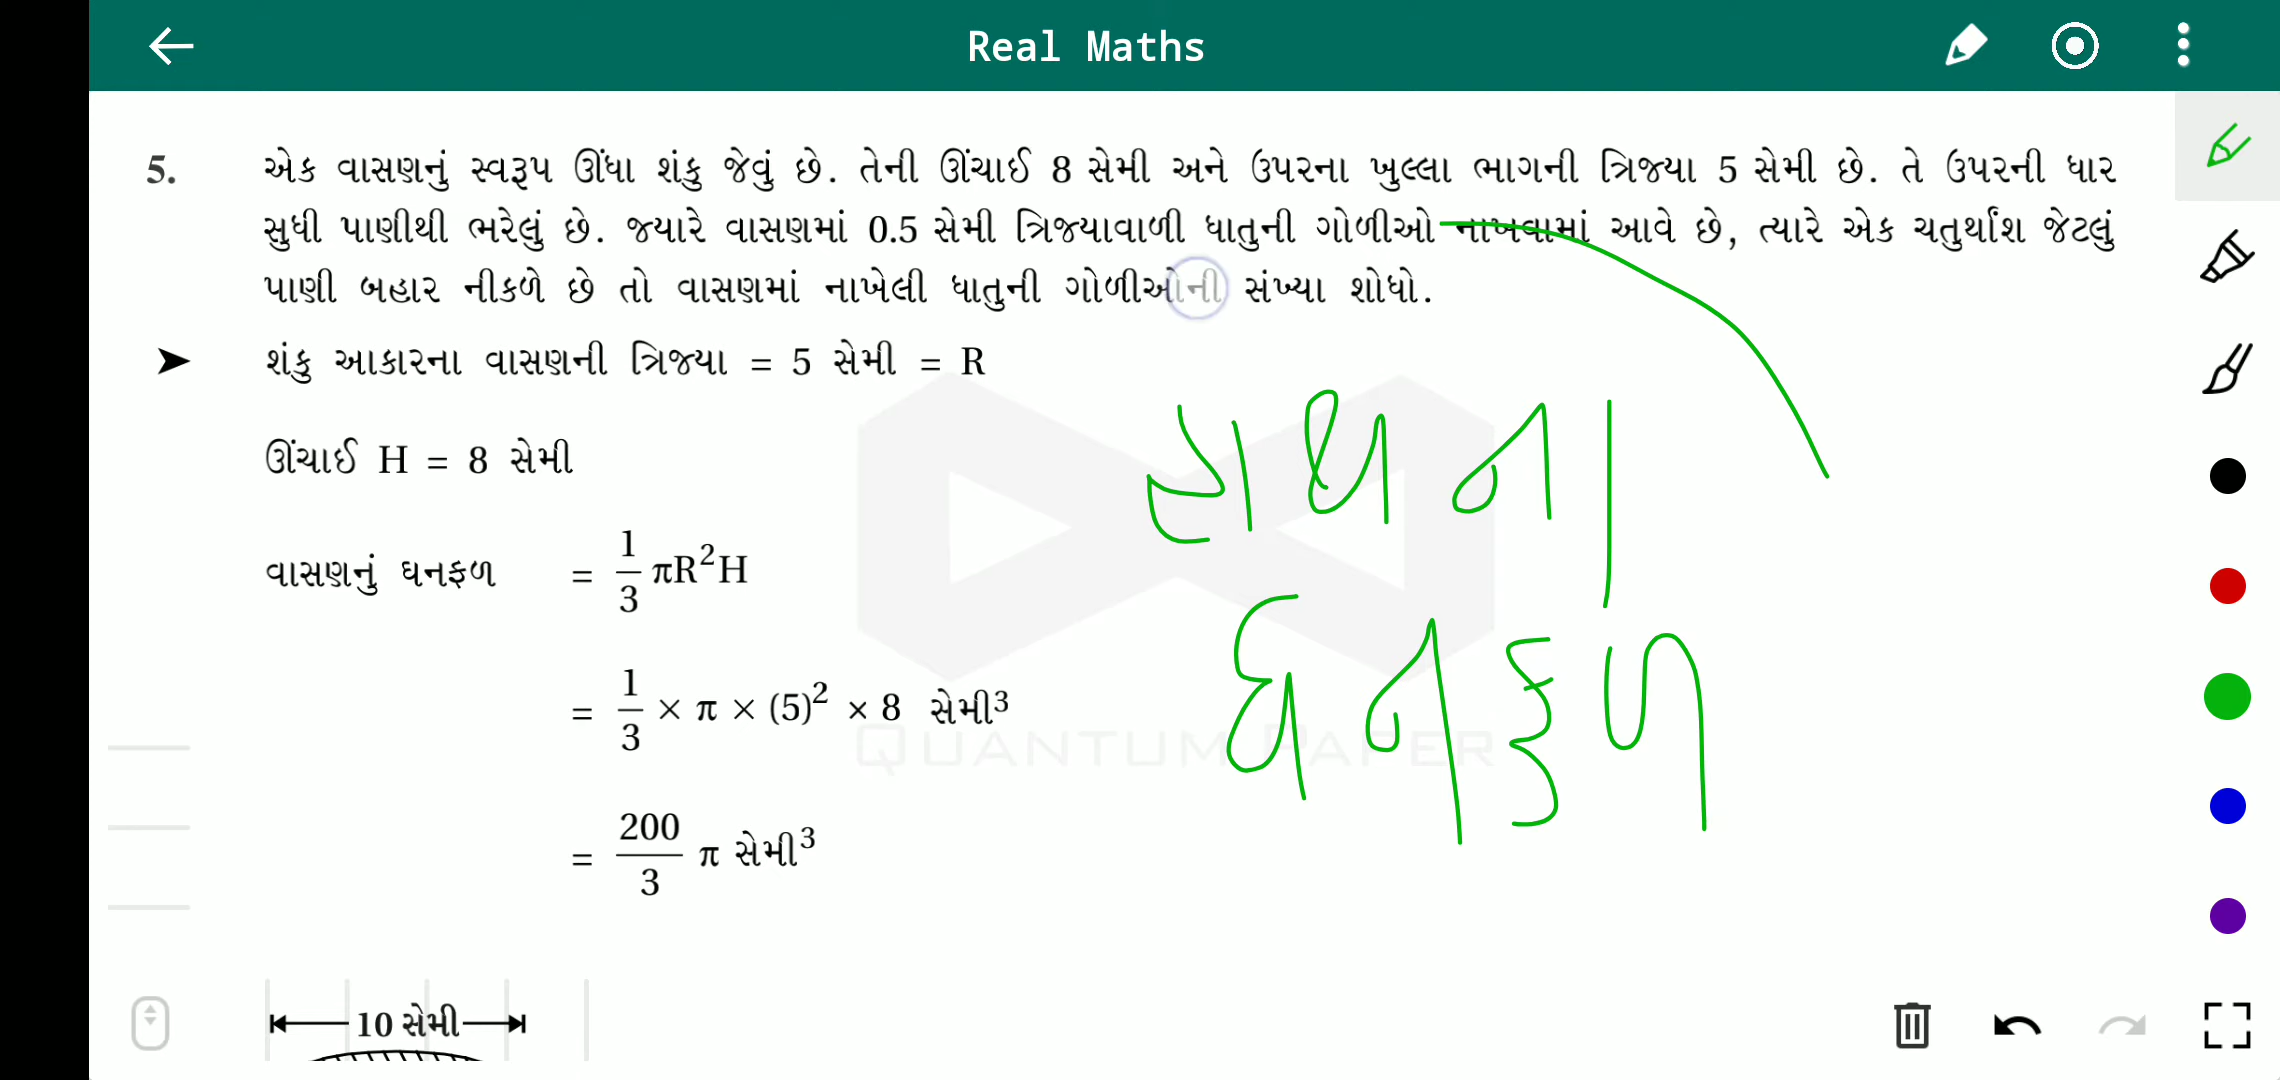 Real Maths
5. એક વાસણનું સ્વરૂપ ઊંધા શંકુ જેવું છે. તેની ઊંચાઈ 8 સેમી અને ઉપરના ખુલ્લા ભાગની ત્રિજ્યા 5 સેમી છે. તે ઉપરની ધાર
સુધી પાણીથી ભરેલું છે. જ્યારે વાસણમાં 0.5 સેમી ત્રિજ્યાવાળી ધાતુની ગોળીઓ નાખવામાં આવે છે, ત્યારે એક ચતુર્થાંશ જેટલું
પાણી બહાર નીકળે છે તો વાસણમાં નાખેલી ધાતુની ગોળીઓની સંખ્યા શોધો.
➤ શંકુ આકારના વાસણની ત્રિજ્યા = 5 સેમી = R
ઊંચાઈ H = 8 સેમી
વાસણનું ઘનફળ = 1/3 πR²H
= 1/3 × π × (5)² × 8 સેમી³
= 200/3 π સેમી³
ઘનફળ
QUANTUM PAPER
10 સેમી